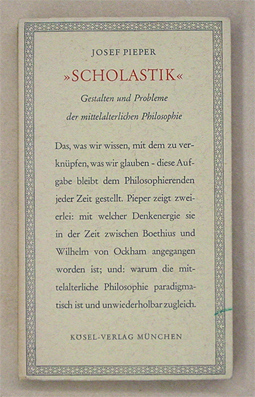 JOSEF PIEPER
»SCHOLASTIK«
Gestalten und Probleme
der mittelalterlichen Philosophie
Das, was wir wissen, mit dem zu ver-
knüpfen, was wir glauben - diese Auf-
gabe bleibt dem Philosophierenden
jeder Zeit gestellt. Pieper zeigt zwei-
erlei: mit welcher Denkenergie sie
in der Zeit zwischen Boethius und
Wilhelm von Ockham angegangen
worden ist; und: warum die mit-
telalterliche Philosophie paradigma-
tisch ist und unwiederholbar zugleich.
KÖSEL-VERLAG MÜNCHEN